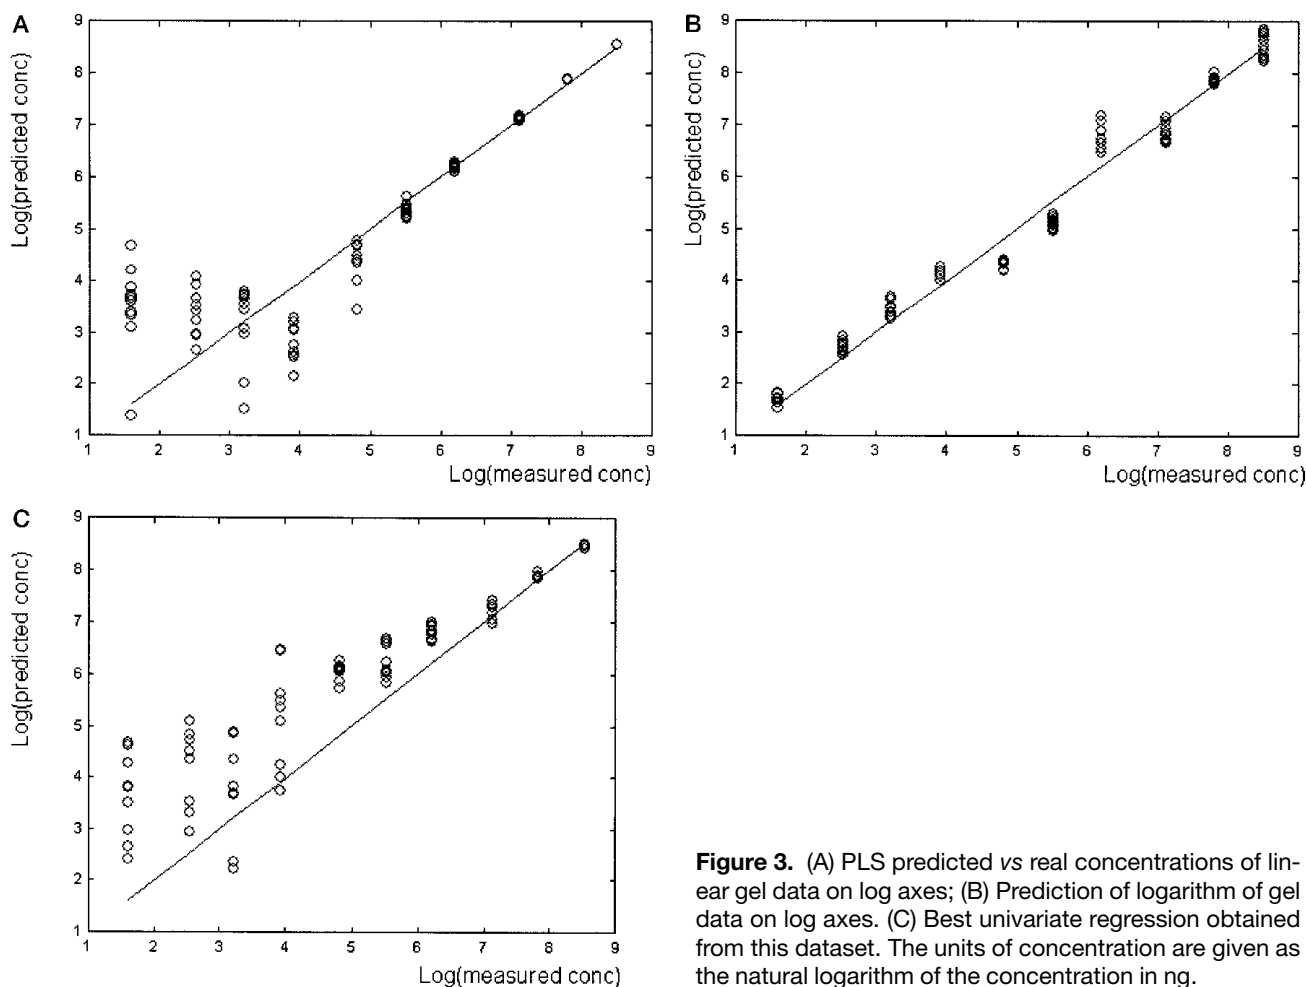 A
9
8
7
6
5
4
3
2
1
Log(predicted conc)
1 2 3 4 5 6 7 8 9
Log(measured conc)
B
9
8
7
6
5
4
3
2
1
Log(predicted conc)
1 2 3 4 5 6 7 8 9
Log(measured conc)
C
9
8
7
6
5
4
3
2
1
Log(predicted conc)
1 2 3 4 5 6 7 8 9
Log(measured conc)
Figure 3. (A) PLS predicted vs real concentrations of lin-
ear gel data on log axes; (B) Prediction of logarithm of gel
data on log axes. (C) Best univariate regression obtained
from this dataset. The units of concentration are given as
the natural logarithm of the concentration in ng.